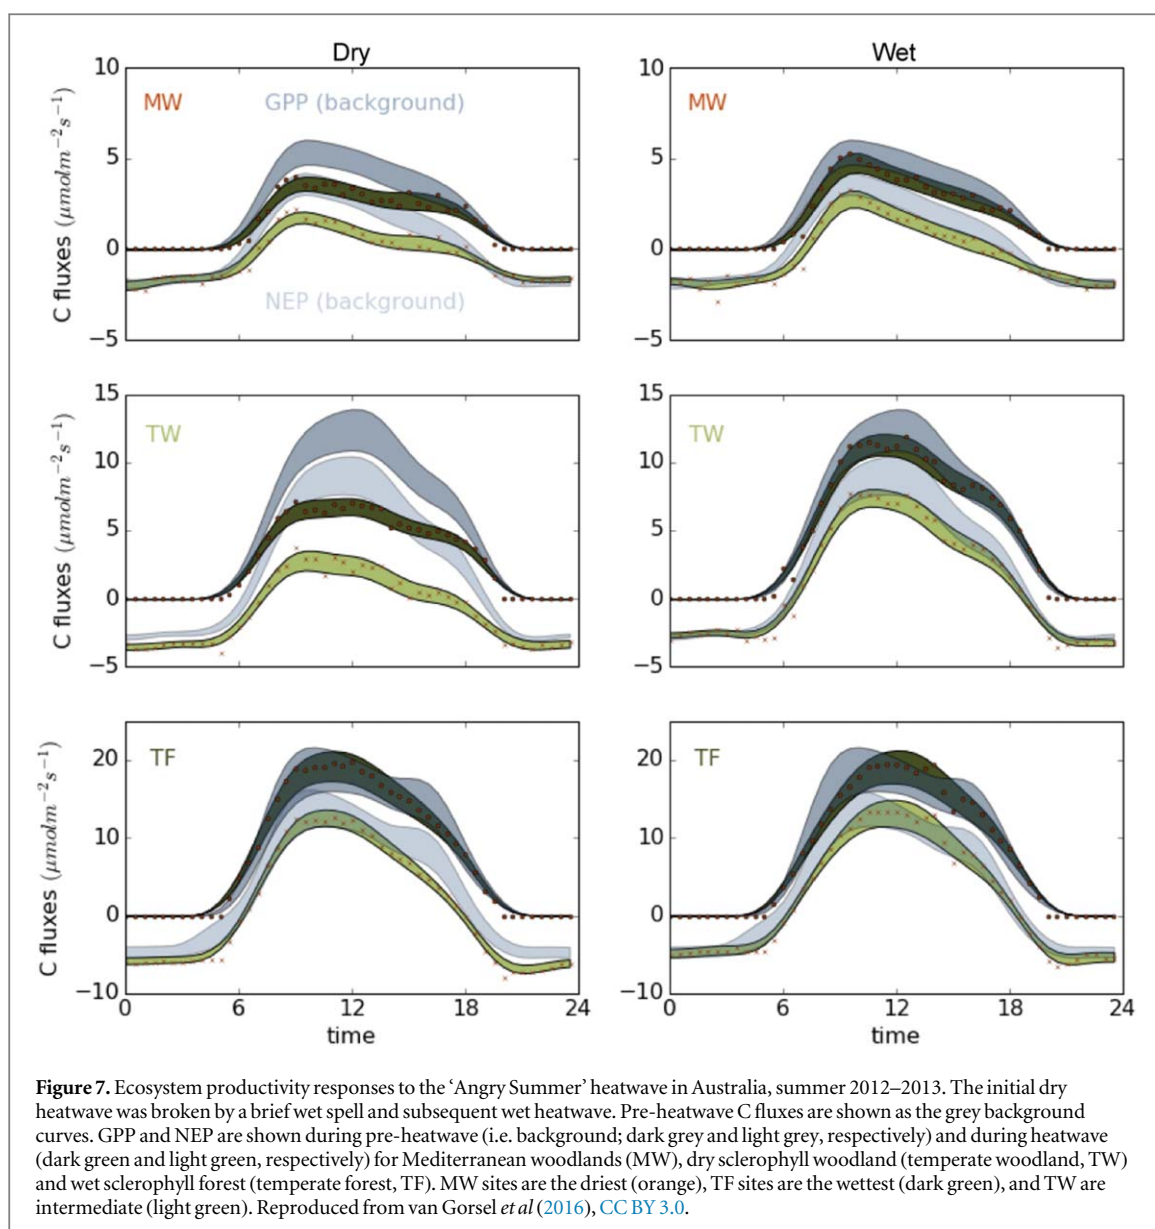 Dry
Wet
10
5
0
−5
C fluxes (μmolm⁻²s⁻¹)
MW
GPP (background)
NEP (background)
10
5
0
−5
MW
15
10
5
0
−5
C fluxes (μmolm⁻²s⁻¹)
TW
15
10
5
0
−5
TW
20
10
0
−10
C fluxes (μmolm⁻²s⁻¹)
TF
0 6 12 18 24
time
20
10
0
−10
TF
0 6 12 18 24
time
Figure 7. Ecosystem productivity responses to the ‘Angry Summer’ heatwave in Australia, summer 2012–2013. The initial dry
heatwave was broken by a brief wet spell and subsequent wet heatwave. Pre-heatwave C fluxes are shown as the grey background
curves. GPP and NEP are shown during pre-heatwave (i.e. background; dark grey and light grey, respectively) and during heatwave
(dark green and light green, respectively) for Mediterranean woodlands (MW), dry sclerophyll woodland (temperate woodland, TW)
and wet sclerophyll forest (temperate forest, TF). MW sites are the driest (orange), TF sites are the wettest (dark green), and TW are
intermediate (light green). Reproduced from van Gorsel et al (2016), CC BY 3.0.